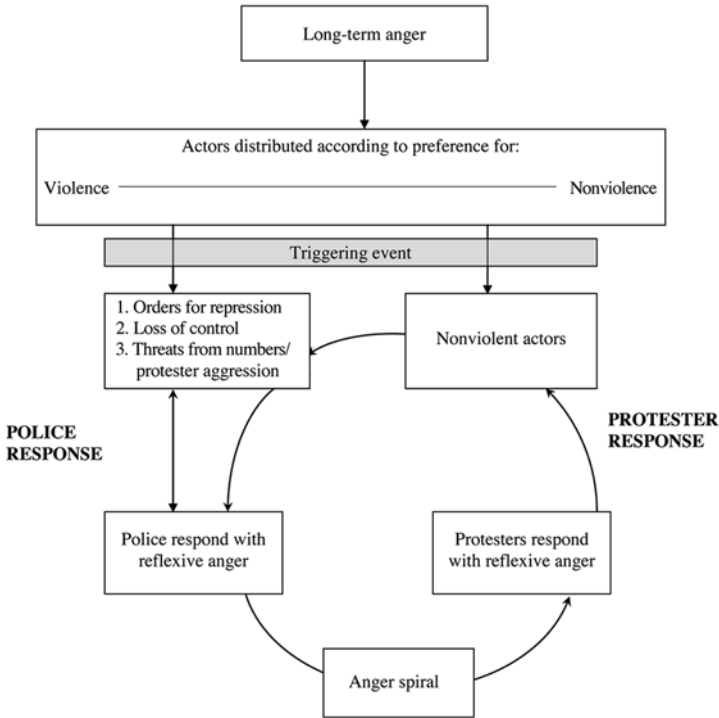 Long-term anger
Actors distributed according to preference for:
Violence
Nonviolence
Triggering event
1. Orders for repression
2. Loss of control
3. Threats from numbers/
protester aggression
Nonviolent actors
POLICE
RESPONSE
PROTESTER
RESPONSE
Police respond with
reflexive anger
Protesters respond
with reflexive anger
Anger spiral